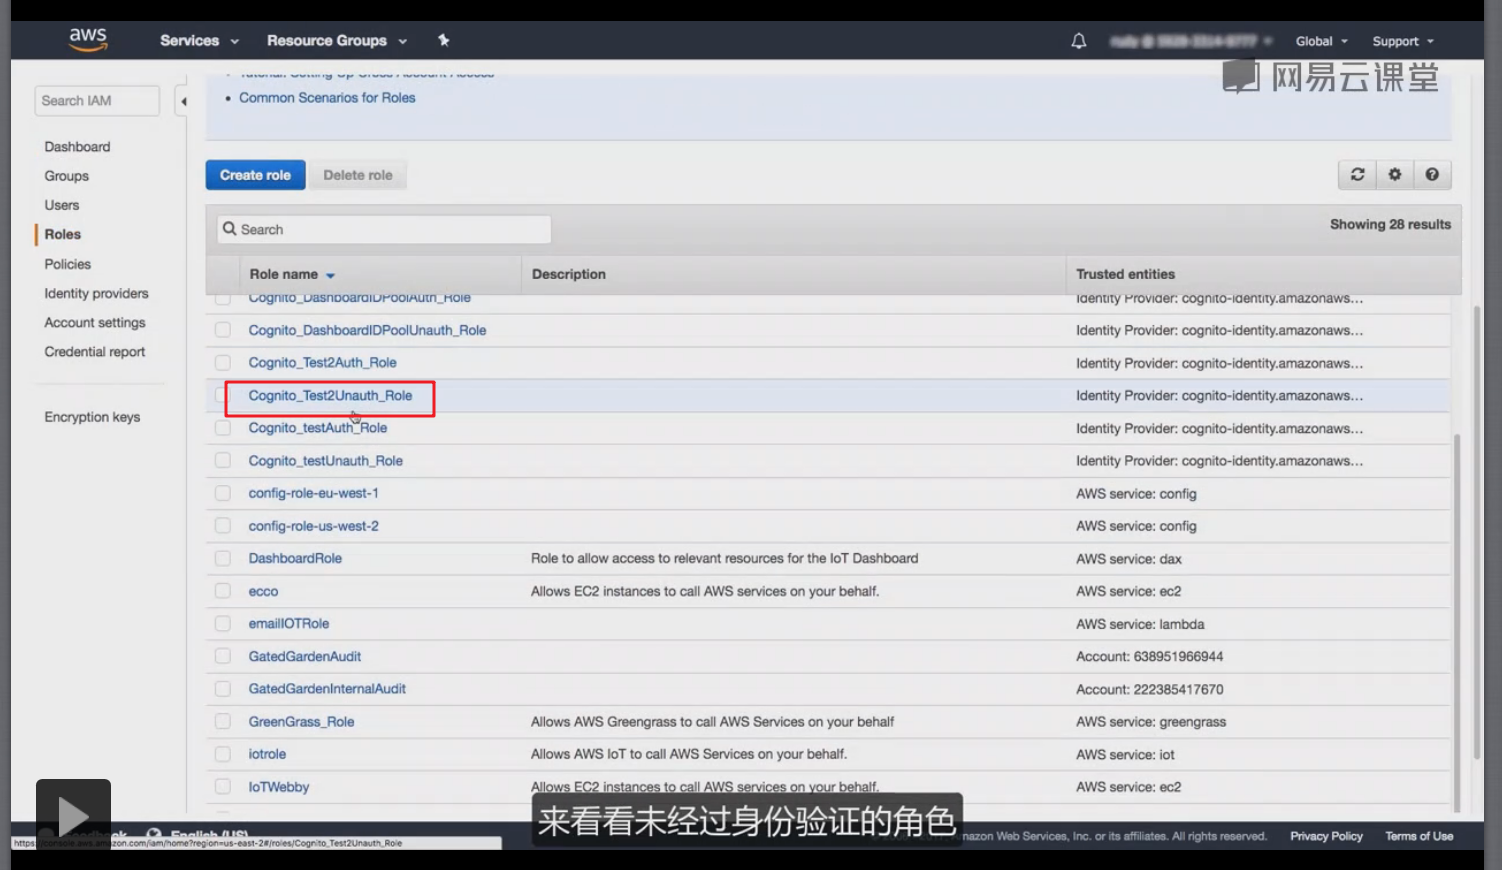 aws
Services
Resource Groups
Global
Support
网易云课堂
Search IAM
Dashboard
Groups
Users
Roles
Policies
Identity providers
Account settings
Credential report
Encryption keys
Tutorial: Setting Up Cross Account Access
Common Scenarios for Roles
Create role
Delete role
Search
Showing 28 results
Role name Description Trusted entities
Cognito_DashboardIDPoolAuth_Role Identity Provider: cognito-identity.amazonaws...
Cognito_DashboardIDPoolUnauth_Role Identity Provider: cognito-identity.amazonaws...
Cognito_Test2Auth_Role Identity Provider: cognito-identity.amazonaws...
Cognito_Test2Unauth_Role Identity Provider: cognito-identity.amazonaws...
Cognito_testAuth_Role Identity Provider: cognito-identity.amazonaws...
Cognito_testUnauth_Role Identity Provider: cognito-identity.amazonaws...
config-role-eu-west-1 AWS service: config
config-role-us-west-2 AWS service: config
DashboardRole Role to allow access to relevant resources for the IoT Dashboard AWS service: dax
ecco Allows EC2 instances to call AWS services on your behalf. AWS service: ec2
emailIOTRole AWS service: lambda
GatedGardenAudit Account: 638951966944
GatedGardenInternalAudit Account: 222385417670
GreenGrass_Role Allows AWS Greengrass to call AWS Services on your behalf AWS service: greengrass
iotrole Allows AWS IoT to call AWS Services on your behalf. AWS service: iot
IoTWebby Allows EC2 instances to call AWS services on your behalf. AWS service: ec2
来看看未经过身份验证的角色
English (US)
mazon Web Services, Inc. or its affiliates. All rights reserved. Privacy Policy Terms of Use
https://console.aws.amazon.com/iam/home?region=us-east-2#/roles/Cognito_Test2Unauth_Role